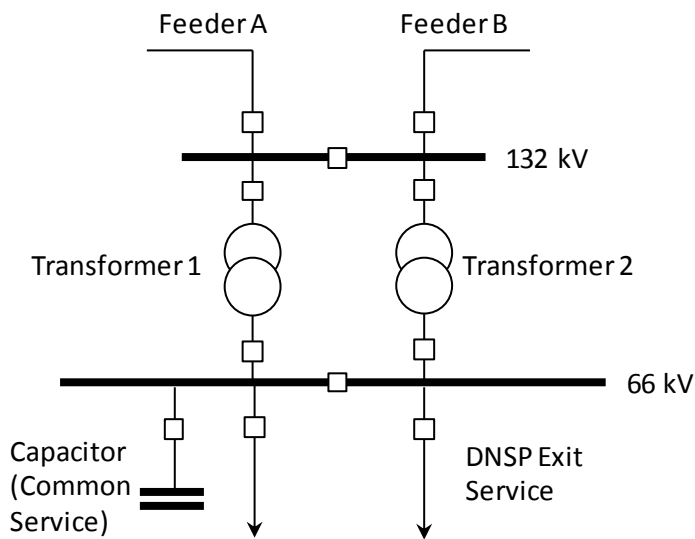 Feeder A
Feeder B
132 kV
Transformer 1
Transformer 2
66 kV
Capacitor
(Common
Service)
DNSP Exit
Service